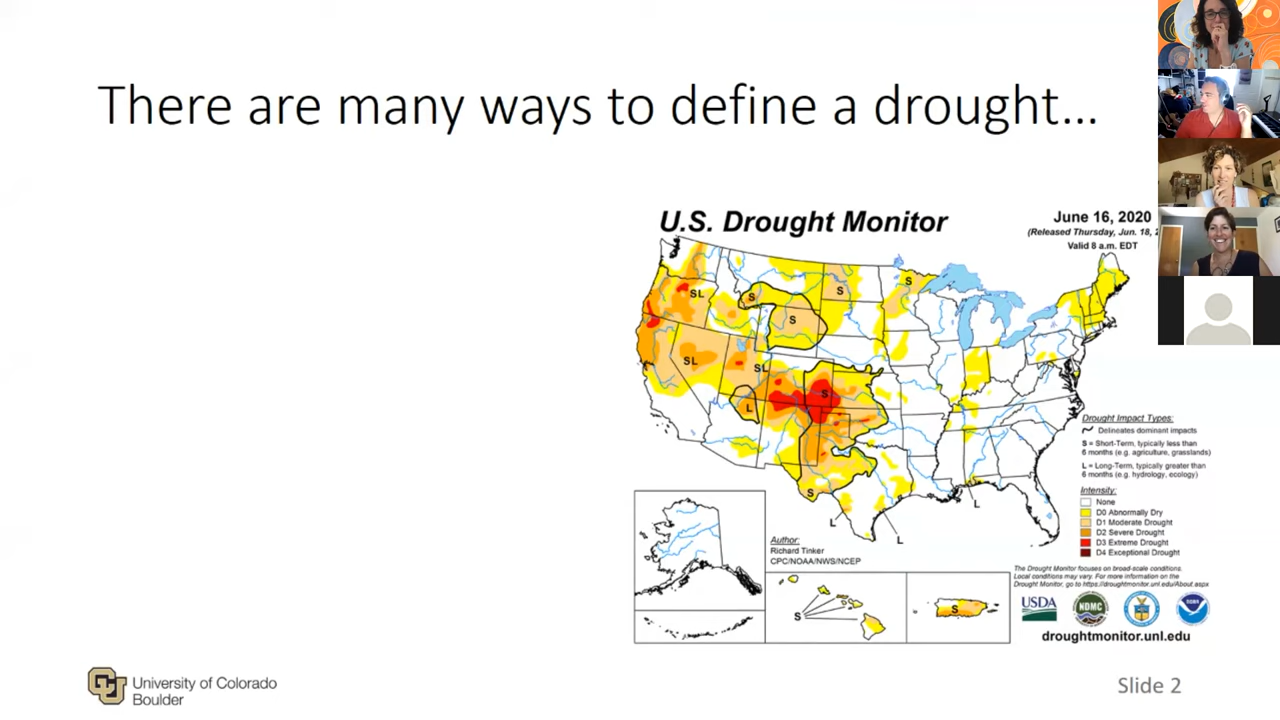 There are many ways to define a drought...
U.S. Drought Monitor
June 16, 2020
(Released Thursday, Jun. 18, 2
Valid 8 a.m. EDT
SL
S
S
S
S
SL
SL
L
S
S
L
L
L
Drought Impact Types:
Delineates dominant impacts
S = Short-Term, typically less than
6 months (e.g. agriculture, grasslands)
L = Long-Term, typically greater than
6 months (e.g. hydrology, ecology)
Intensity:
None
D0 Abnormally Dry
D1 Moderate Drought
D2 Severe Drought
D3 Extreme Drought
D4 Exceptional Drought
Author:
Richard Tinker
CPC/NOAA/NWS/NCEP
S
S
The Drought Monitor focuses on broad-scale conditions.
Local conditions may vary. For more information on the
Drought Monitor, go to https://droughtmonitor.unl.edu/About.aspx
USDA
NDMC
droughtmonitor.unl.edu
CU
University of Colorado
Boulder
Slide 2